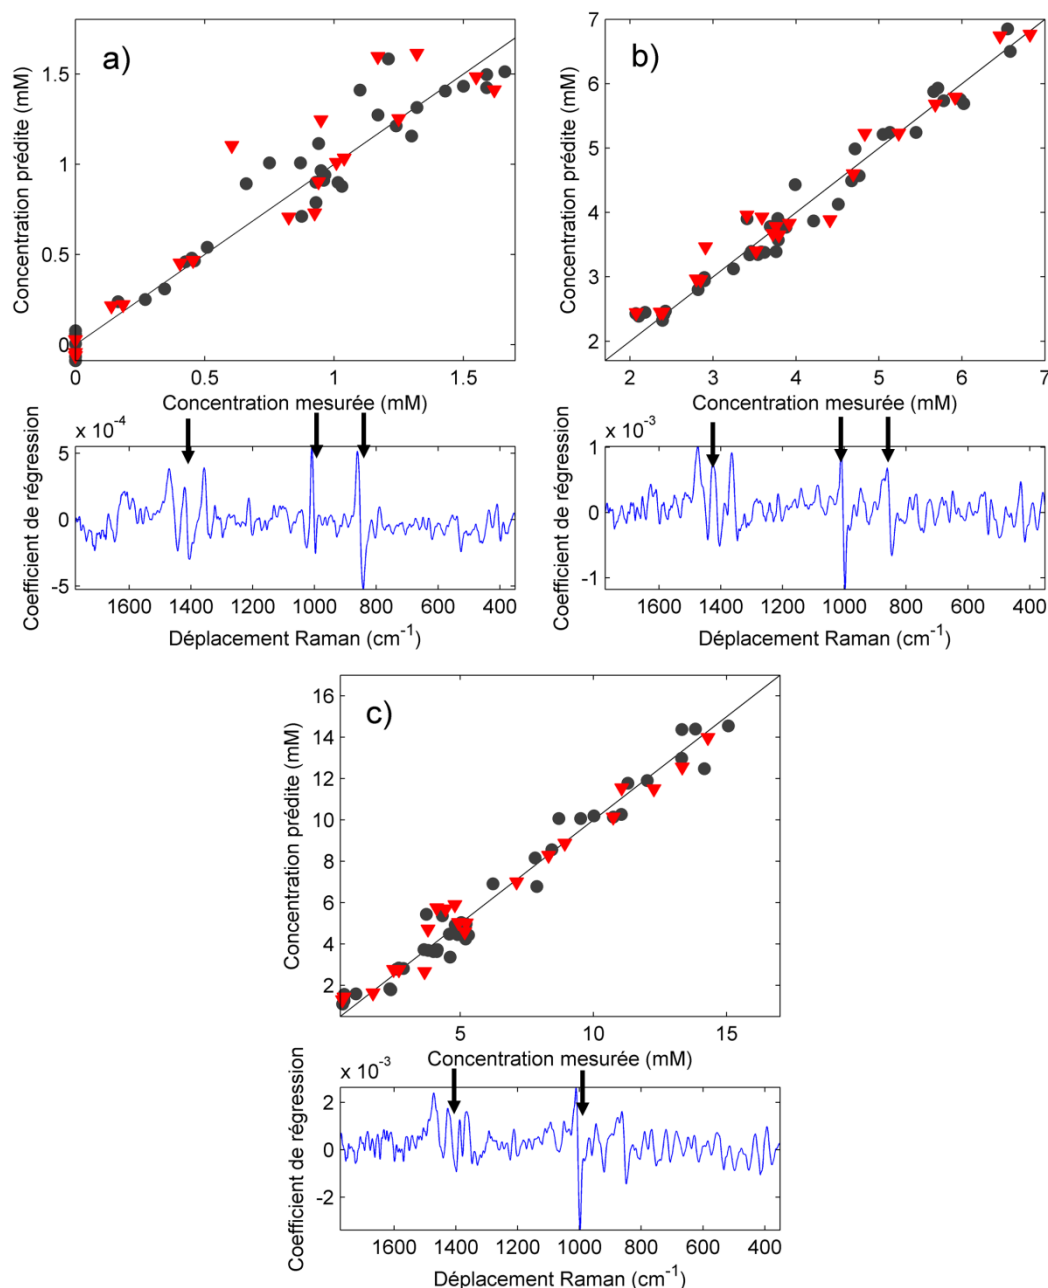 a)
Concentration prédite (mM)
1.5
1
0.5
0
0 0.5 1 1.5
Concentration mesurée (mM)
b)
Concentration prédite (mM)
7
6
5
4
3
2
2 3 4 5 6 7
Concentration mesurée (mM)
Coefficient de régression
x 10-4
5
0
-5
1600 1400 1200 1000 800 600 400
Déplacement Raman (cm-1)
Coefficient de régression
x 10-3
1
0
-1
1600 1400 1200 1000 800 600 400
Déplacement Raman (cm-1)
c)
Concentration prédite (mM)
16
14
12
10
8
6
4
2
5 10 15
Concentration mesurée (mM)
Coefficient de régression
x 10-3
2
0
-2
1600 1400 1200 1000 800 600 400
Déplacement Raman (cm-1)